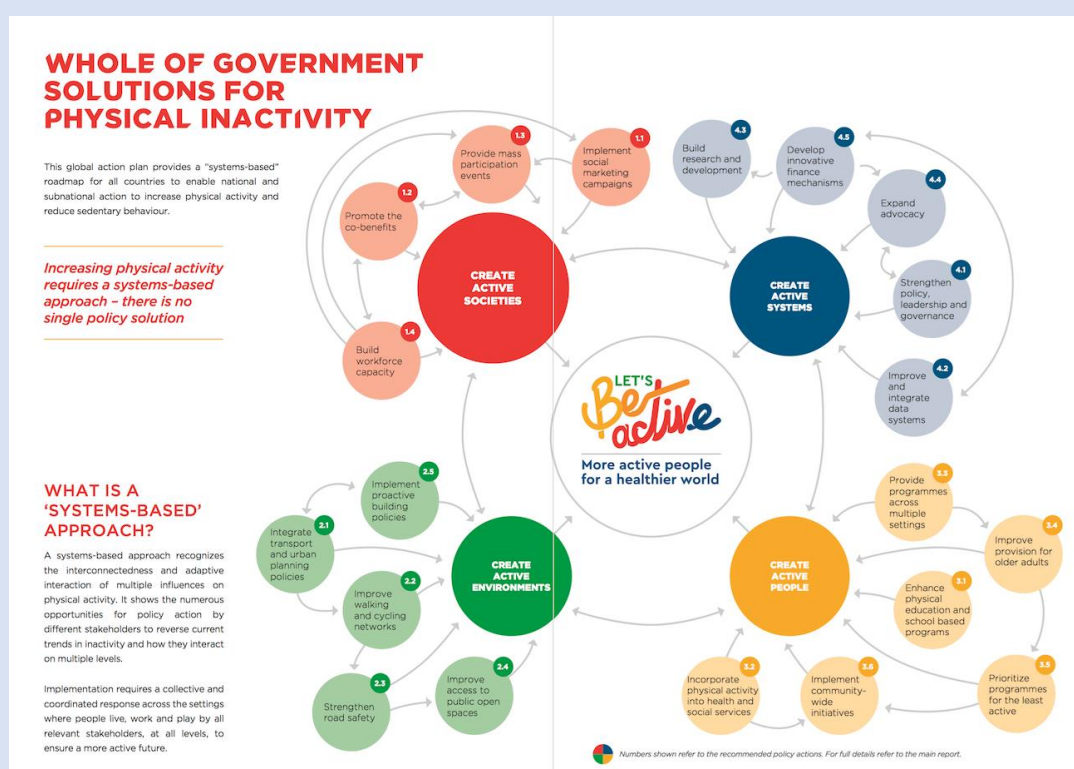 WHOLE OF GOVERNMENT
SOLUTIONS FOR
PHYSICAL INACTIVITY
This global action plan provides a “systems-based”
roadmap for all countries to enable national and
subnational action to increase physical activity and
reduce sedentary behaviour.
Increasing physical activity
requires a systems-based
approach – there is no
single policy solution
WHAT IS A
‘SYSTEMS-BASED’
APPROACH?
A systems-based approach recognizes
the interconnectedness and adaptive
interaction of multiple influences on
physical activity. It shows the numerous
opportunities for policy action by
different stakeholders to reverse current
trends in inactivity and how they interact
on multiple levels.
Implementation requires a collective and
coordinated response across the settings
where people live, work and play by all
relevant stakeholders, at all levels, to
ensure a more active future.
CREATE
ACTIVE
SOCIETIES
1.1
Implement
social
marketing
campaigns
1.3
Provide mass
participation
events
1.2
Promote the
co-benefits
1.4
Build
workforce
capacity
CREATE
ACTIVE
SYSTEMS
4.3
Build
research and
development
4.5
Develop
innovative
finance
mechanisms
4.4
Expand
advocacy
4.1
Strengthen
policy,
leadership and
governance
4.2
Improve
and
integrate
data
systems
LET'S
Be active
More active people
for a healthier world
CREATE
ACTIVE
ENVIRONMENTS
2.5
Implement
proactive
building
policies
2.1
Integrate
transport
and urban
planning
policies
2.2
Improve
walking
and cycling
networks
2.3
Strengthen
road safety
2.4
Improve
access to
public open
spaces
CREATE
ACTIVE
PEOPLE
3.3
Provide
programmes
across
multiple
settings
3.4
Improve
provision for
older adults
3.1
Enhance
physical
education and
school based
programs
3.5
Prioritize
programmes
for the least
active
3.6
Implement
community-
wide
initiatives
3.2
Incorporate
physical activity
into health and
social services
Numbers shown refer to the recommended policy actions. For full details refer to the main report.